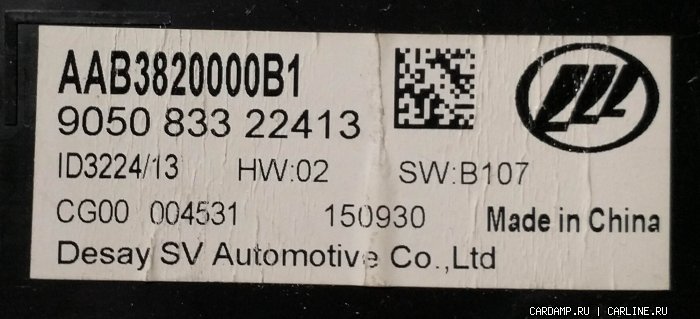 AAB3820000B1
9050 833 22413
ID3224/13 HW:02 SW:B107
CG00 004531 150930 Made in China
Desay SV Automotive Co.,Ltd
CARDAMP.RU | CARLINE.RU